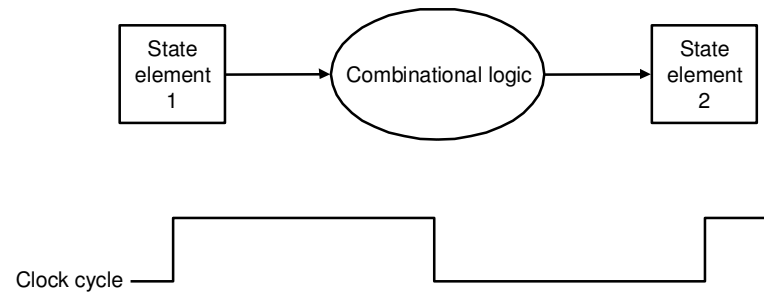 State
element
1
Combinational logic
State
element
2
Clock cycle